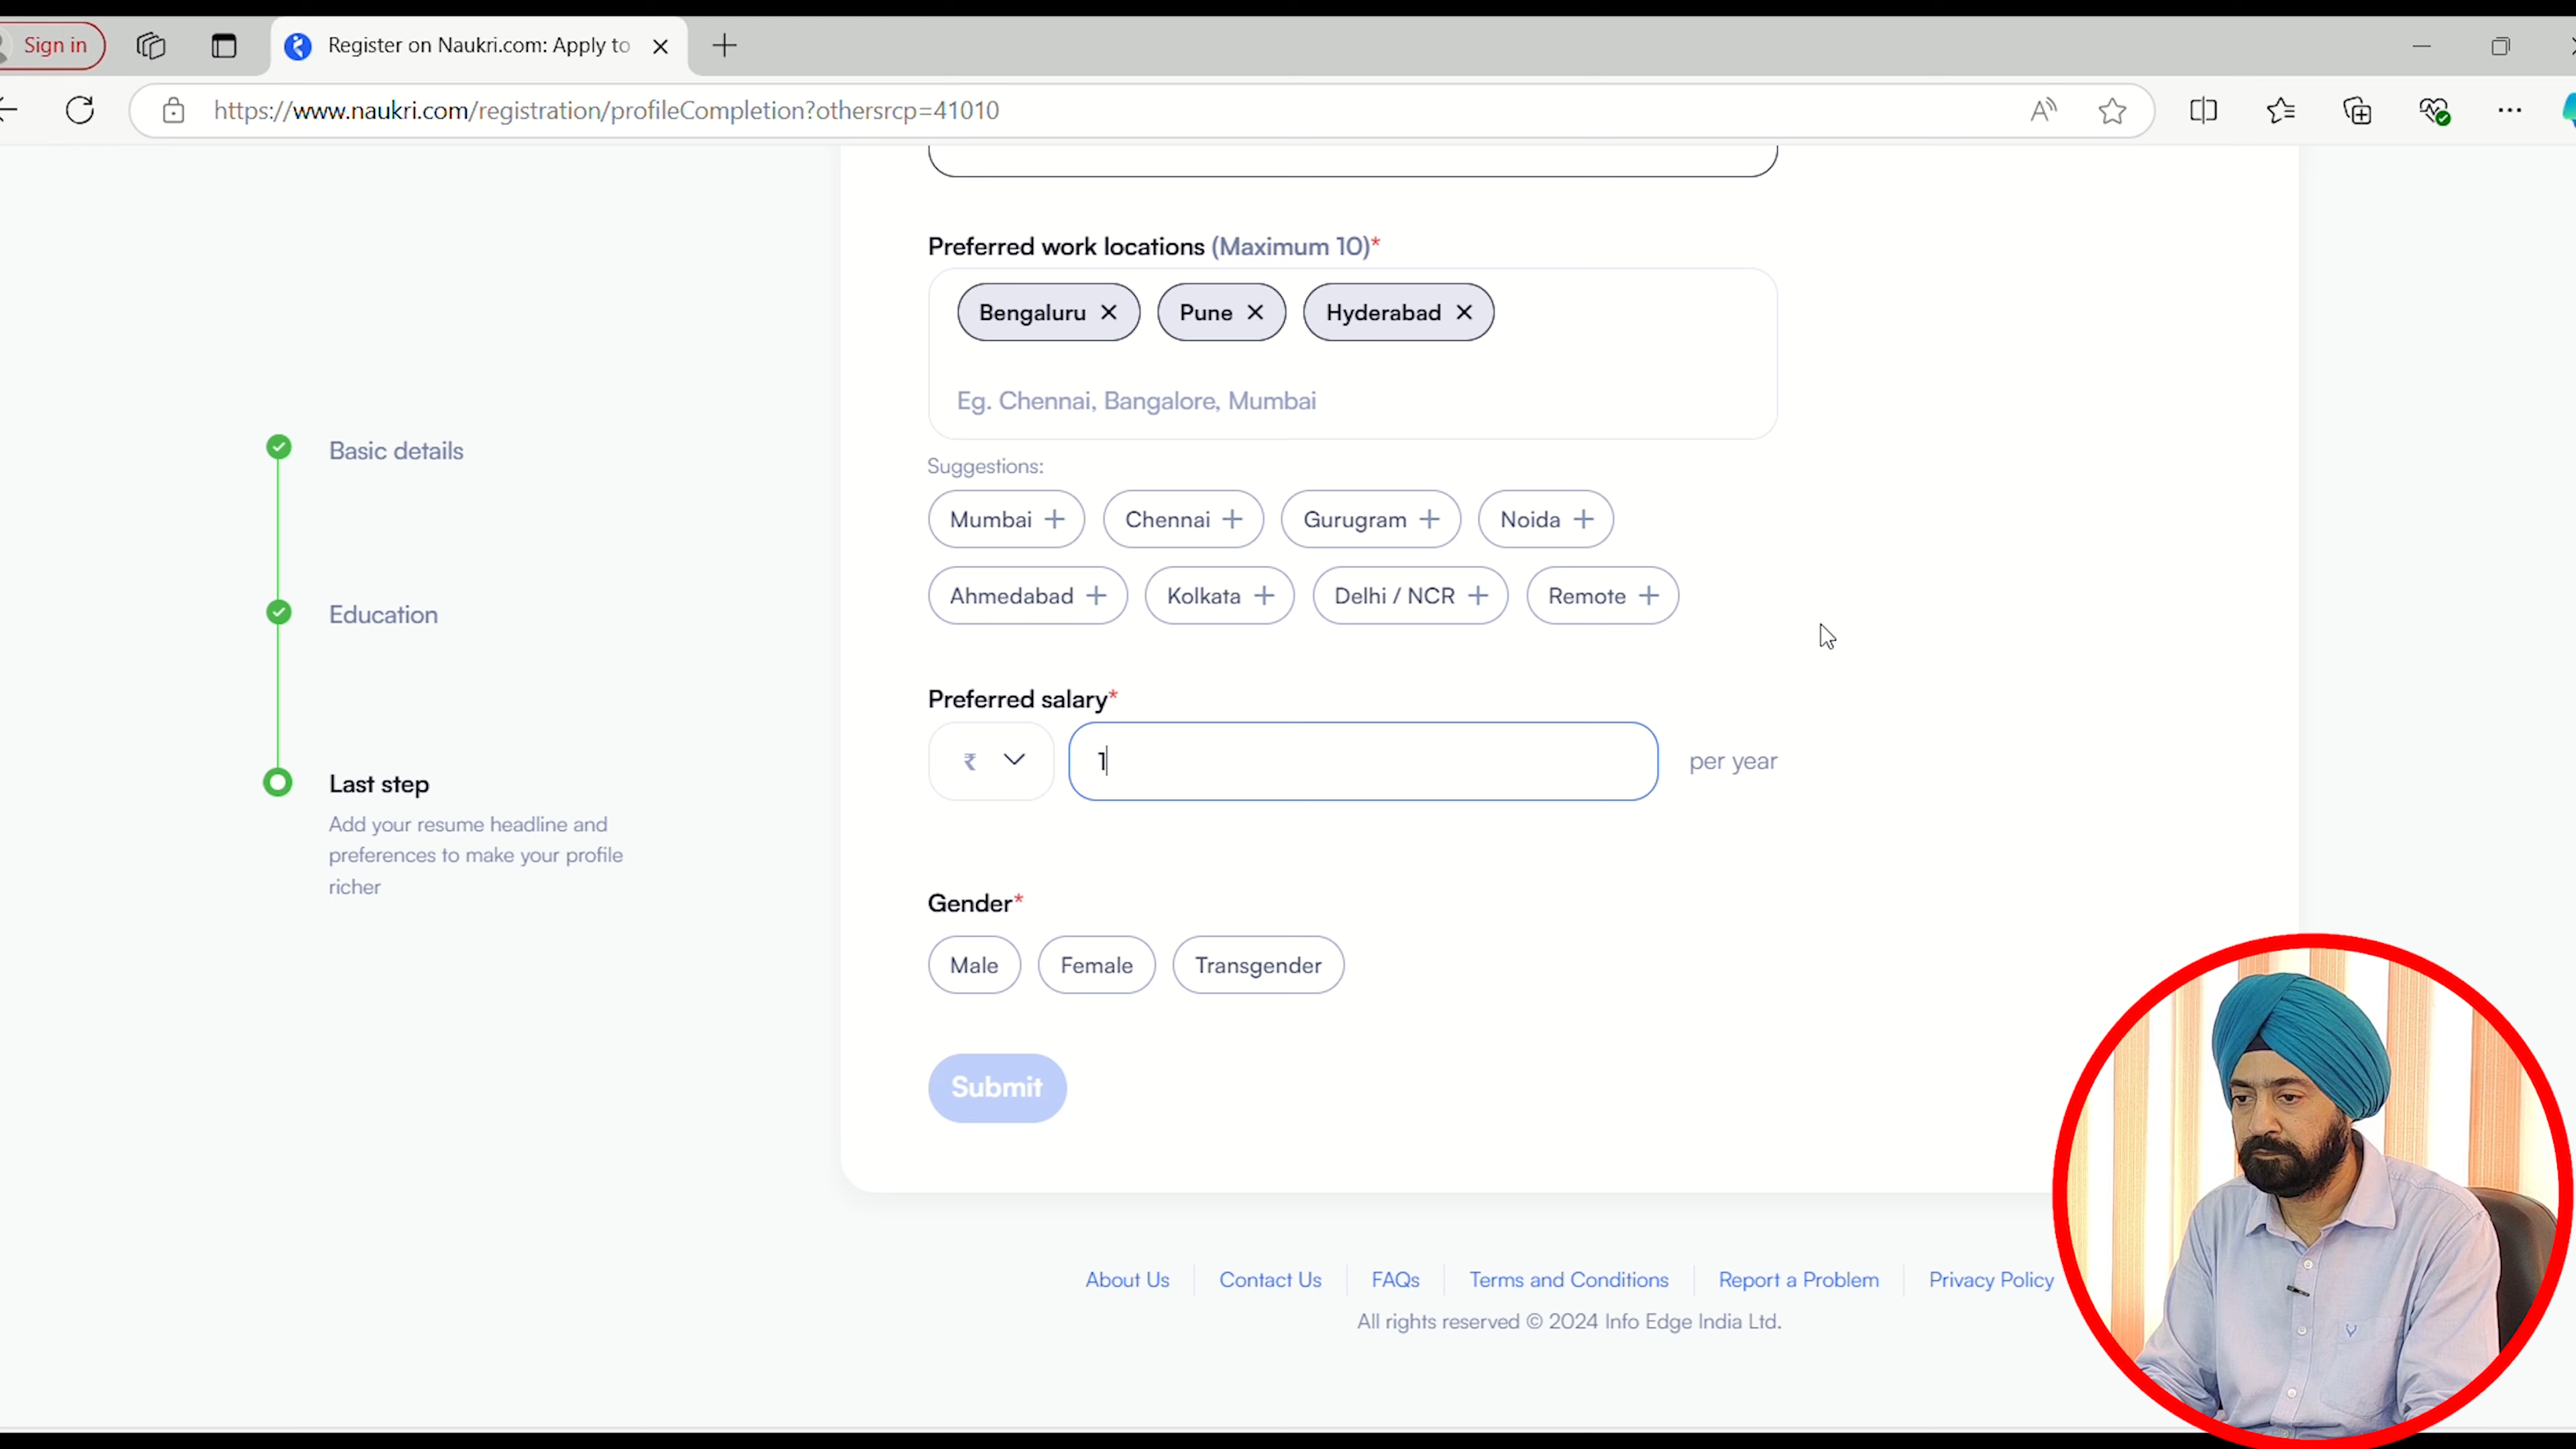 Sign in
Register on Naukri.com: Apply to
https://www.naukri.com/registration/profileCompletion?othersrcp=41010
Preferred work locations (Maximum 10)*
Bengaluru Pune Hyderabad
Eg. Chennai, Bangalore, Mumbai
Suggestions:
Mumbai + Chennai + Gurugram + Noida +
Ahmedabad + Kolkata + Delhi / NCR + Remote +
Basic details
Education
Last step
Add your resume headline and
preferences to make your profile
richer
Preferred salary*
₹ 1 per year
Gender*
Male Female Transgender
Submit
About Us Contact Us FAQs Terms and Conditions Report a Problem Privacy Policy
All rights reserved © 2024 Info Edge India Ltd.